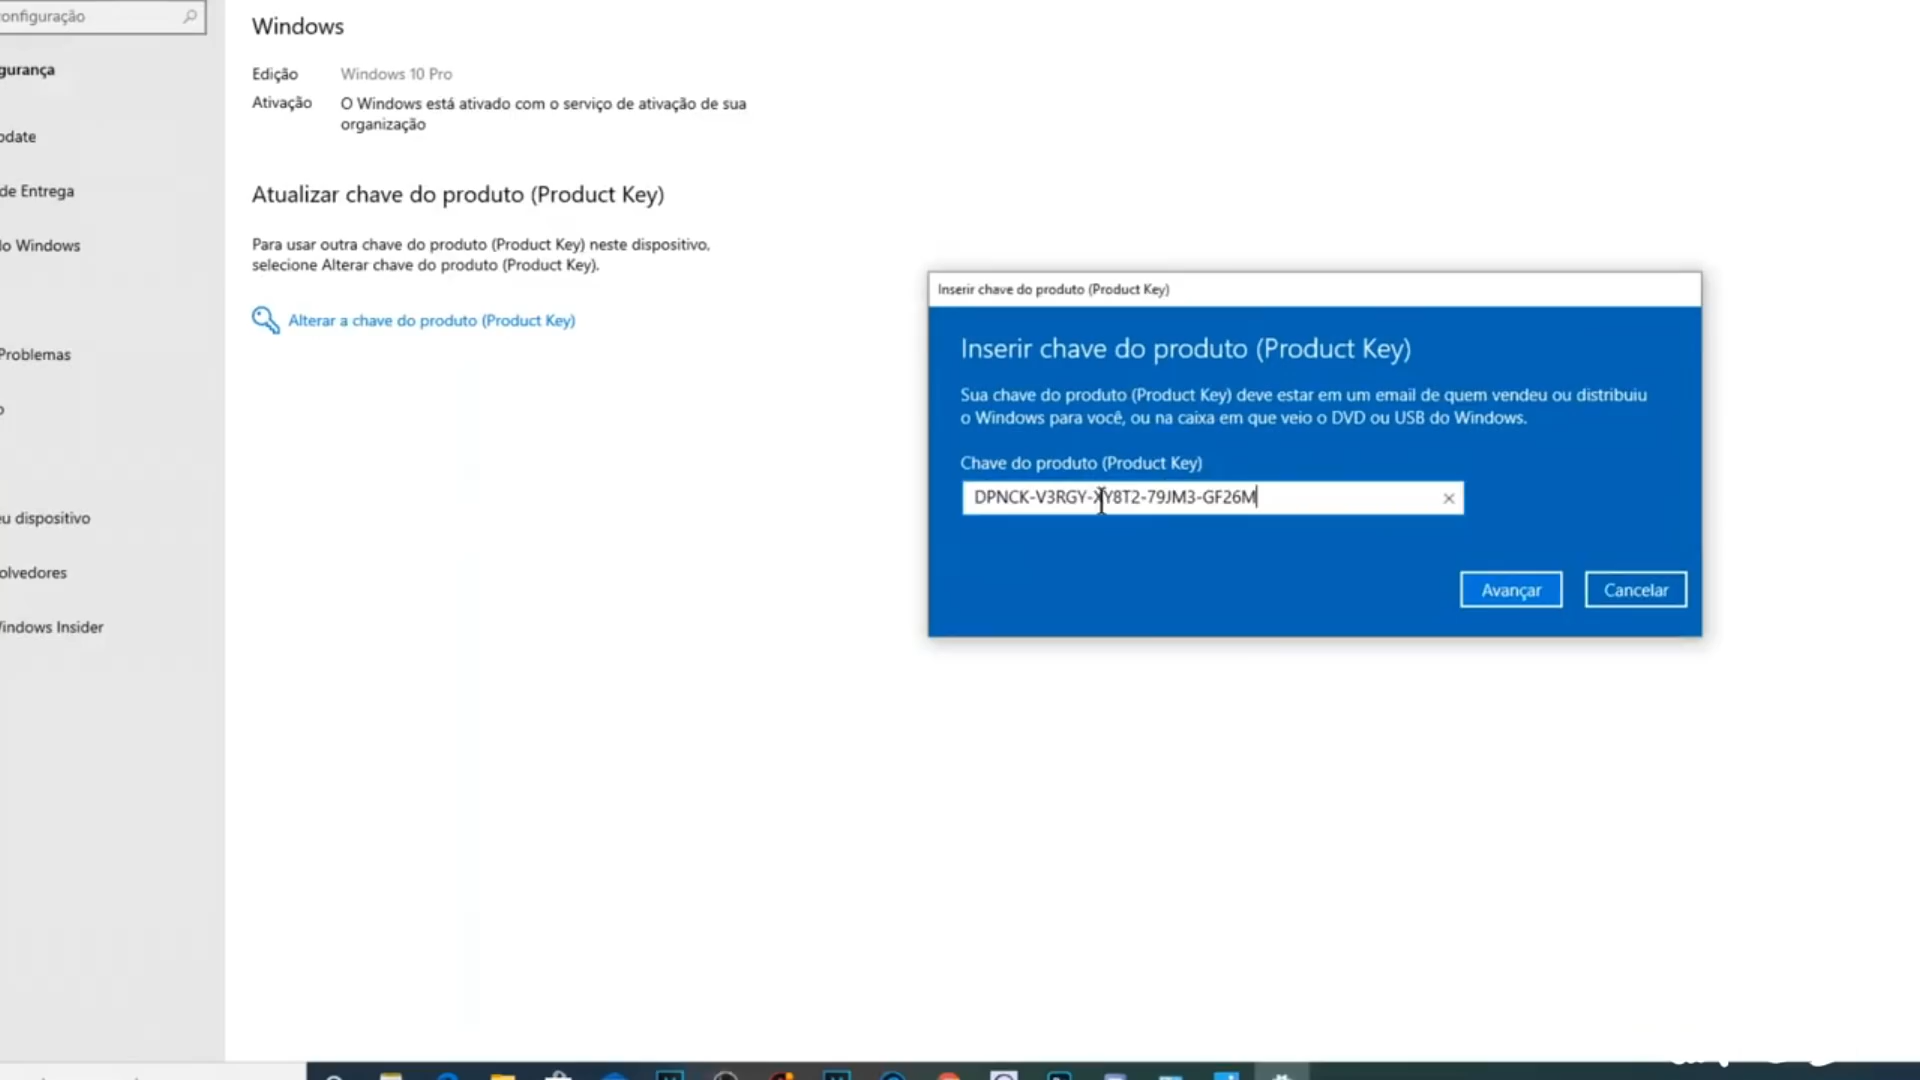 onfiguração
gurança
date
de Entrega
o Windows
Problemas
o
u dispositivo
olvedores
indows Insider
Windows
Edição Windows 10 Pro
Ativação O Windows está ativado com o serviço de ativação de sua
organização
Atualizar chave do produto (Product Key)
Para usar outra chave do produto (Product Key) neste dispositivo,
selecione Alterar chave do produto (Product Key).
Alterar a chave do produto (Product Key)
Inserir chave do produto (Product Key)
Inserir chave do produto (Product Key)
Sua chave do produto (Product Key) deve estar em um email de quem vendeu ou distribuiu
o Windows para você, ou na caixa em que veio o DVD ou USB do Windows.
Chave do produto (Product Key)
DPNCK-V3RGY-XY8T2-79JM3-GF26M
Avançar Cancelar